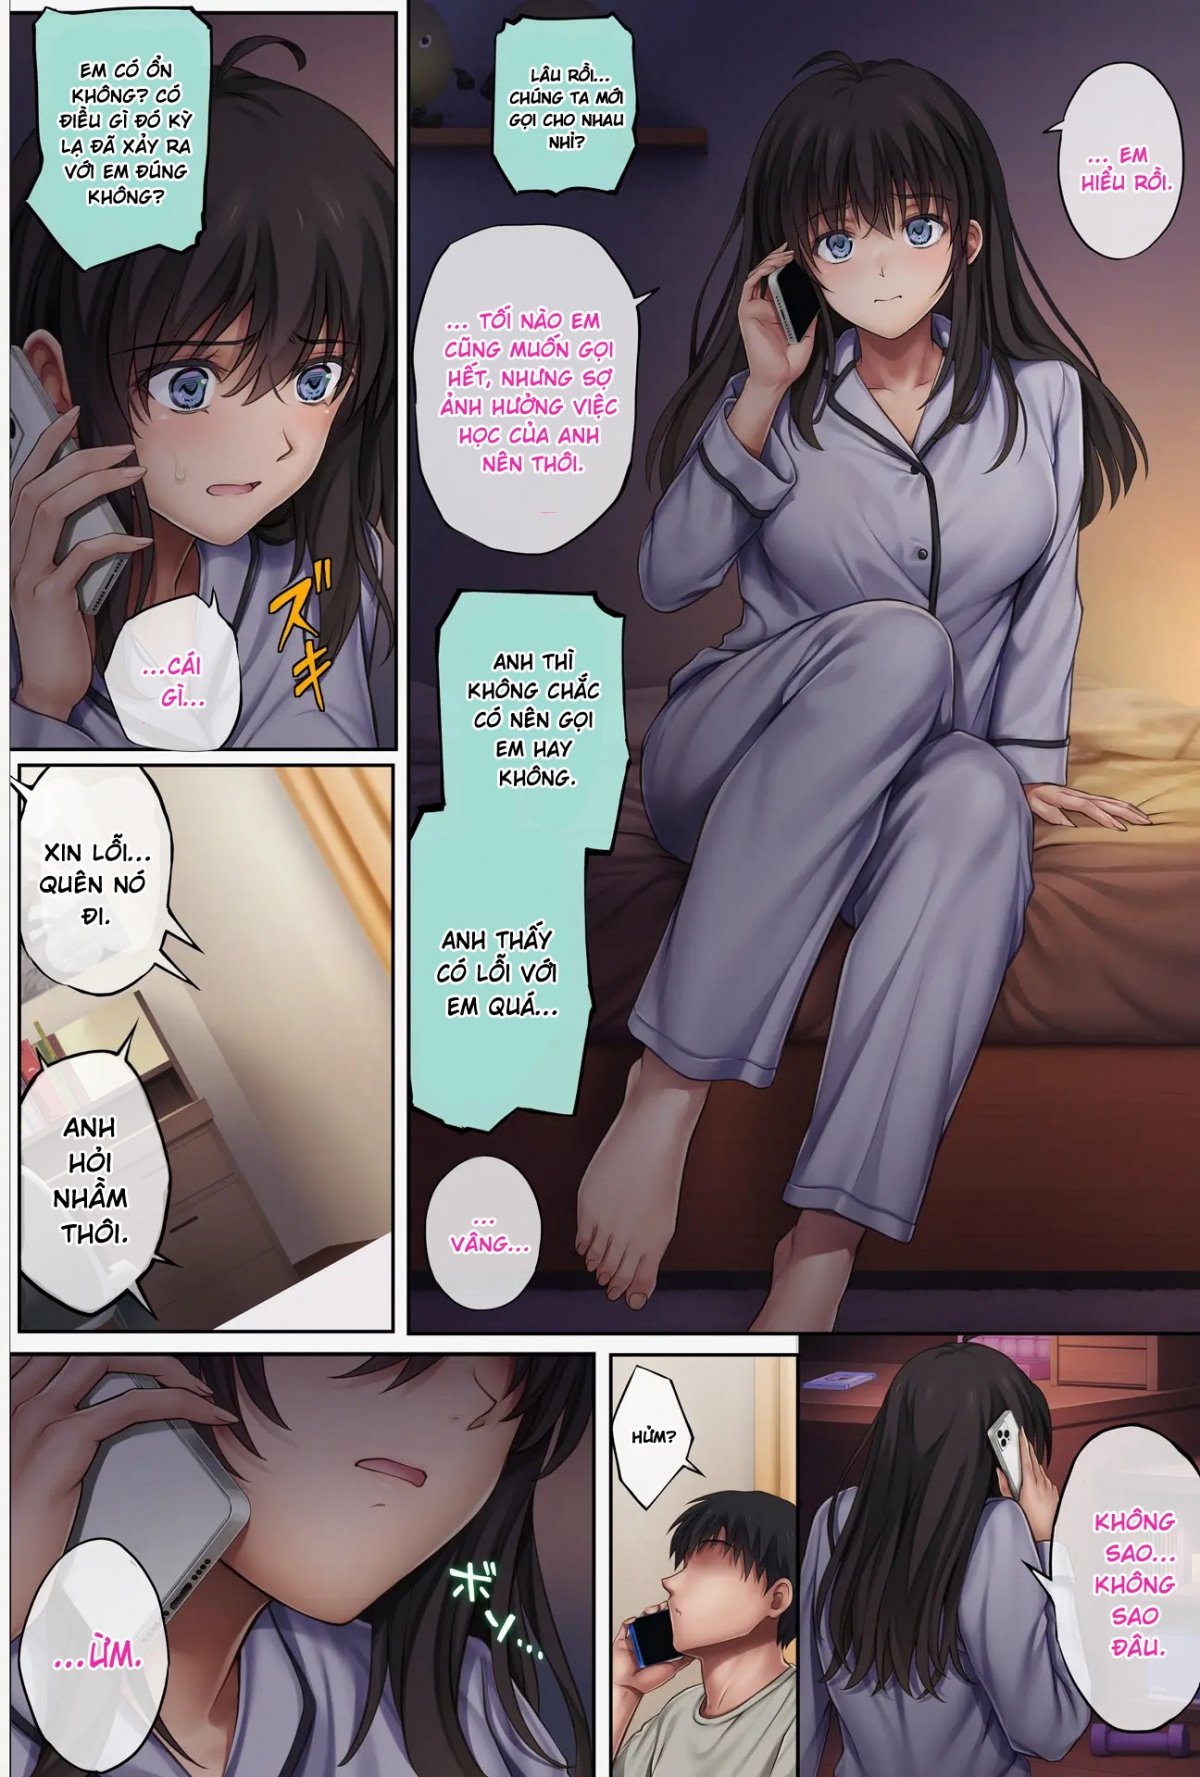 ... EM
HIỂU RỒI.
LÂU RỒI...
CHÚNG TA MỚI
GỌI CHO NHAU
NHỈ?
... TỐI NÀO EM
CŨNG MUỐN GỌI
HẾT, NHƯNG SỢ
ẢNH HƯỞNG VIỆC
HỌC CỦA ANH
NÊN THÔI.
ANH THÌ
KHÔNG CHẮC
CÓ NÊN GỌI
EM HAY
KHÔNG.
ANH THẤY
CÓ LỖI VỚI
EM QUÁ...
...
VÂNG...
EM CÓ ỔN
KHÔNG? CÓ
ĐIỀU GÌ ĐÓ KỲ
LẠ ĐÃ XẢY RA
VỚI EM ĐÚNG
KHÔNG?
ズキ
...CÁI
GÌ...
XIN LỖI...
QUÊN NÓ
ĐI.
ANH
HỎI
NHẦM
THÔI.
KHÔNG
SAO...
KHÔNG
SAO
ĐÂU.
HỬM?
ボソ...
...ỪM.